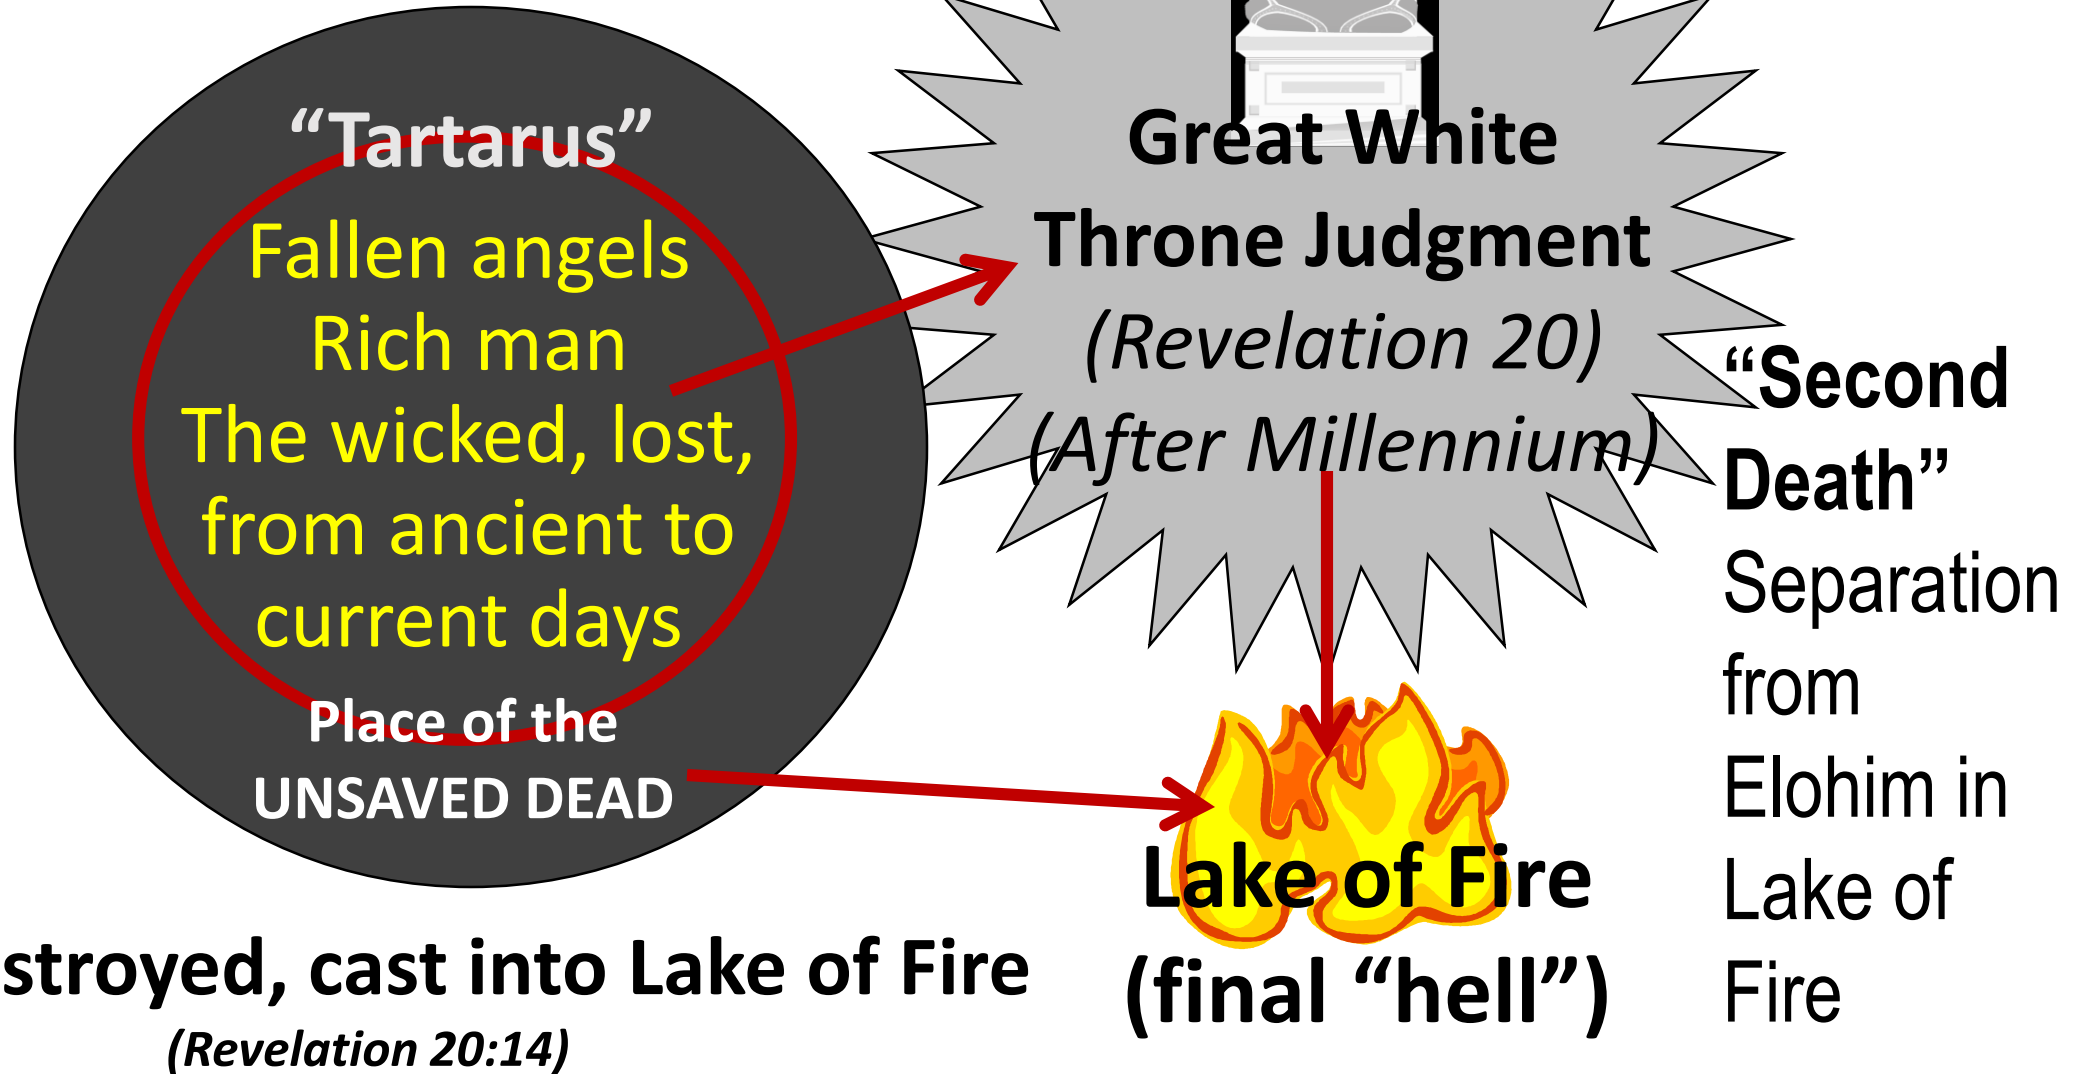 “Tartarus”
Fallen angels
Rich man
The wicked, lost,
from ancient to
current days
Place of the
UNSAVED DEAD
stroyed, cast into Lake of Fire
(Revelation 20:14)
Great White
Throne Judgment
(Revelation 20)
(After Millennium)
Lake of Fire
(final “hell”)
“Second
Death”
Separation
from
Elohim in
Lake of
Fire